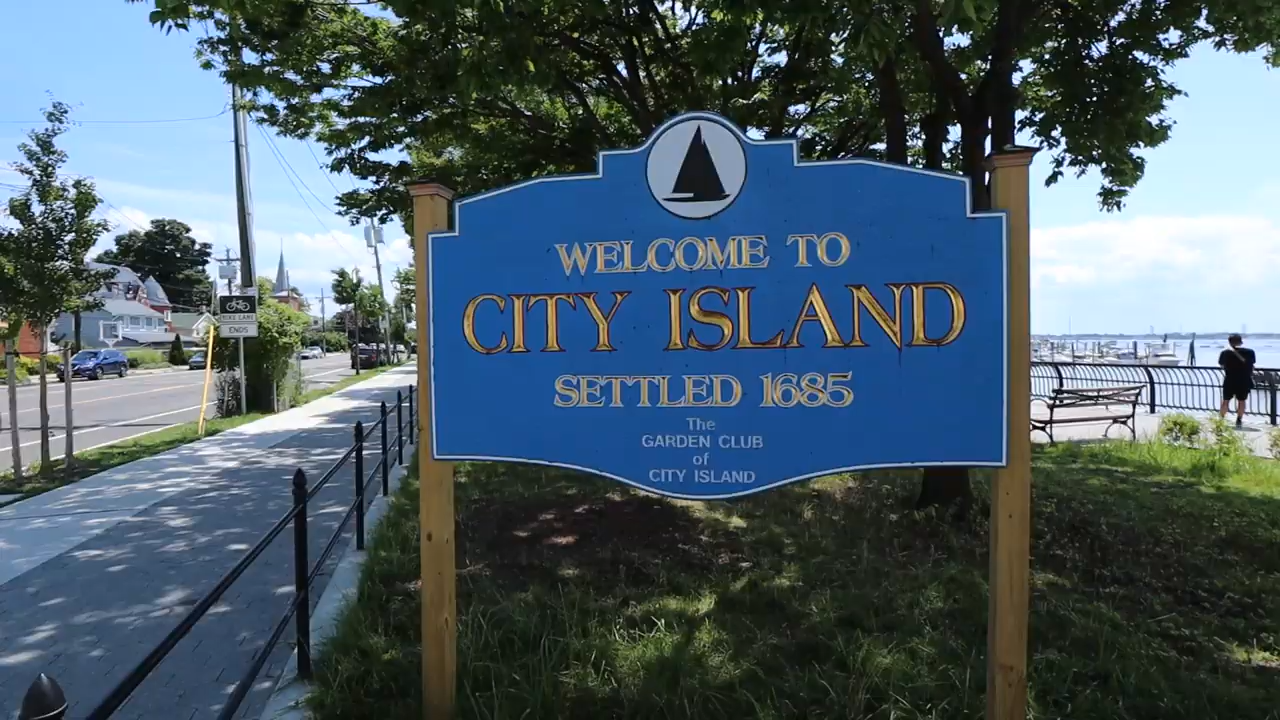 WELCOME TO
CITY ISLAND
SETTLED 1685
The
GARDEN CLUB
of
CITY ISLAND
BIKE LANE
ENDS